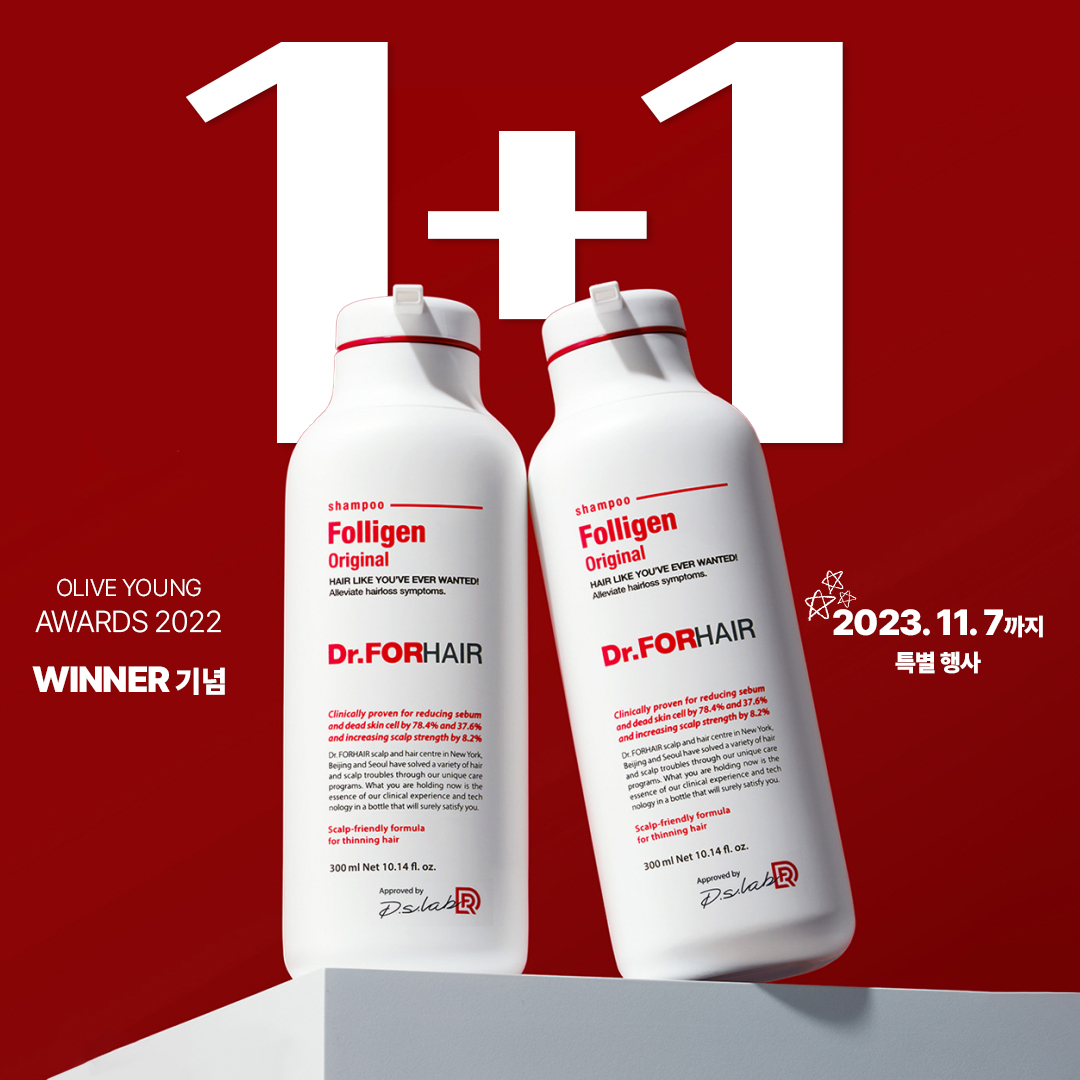 1+1
shampoo
Folligen
Original
HAIR LIKE YOU'VE EVER WANTED!
Alleviate hairloss symptoms.
Dr.FORHAIR
Clinically proven for reducing sebum
and dead skin cell by 78.4% and 37.6%
and increasing scalp strength by 8.2%
Dr. FORHAIR scalp and hair centre in New York,
Beijing and Seoul have solved a variety of hair
and scalp troubles through our unique care
programs. What you are holding now is the
essence of our clinical experience and tech
nology in a bottle that will surely satisfy you.
Scalp-friendly formula
for thinning hair
300 ml Net 10.14 fl. oz.
Approved by
D.s.lab
DR
shampoo
Folligen
Original
HAIR LIKE YOU'VE EVER WANTED!
Alleviate hairloss symptoms.
Dr.FORHAIR
Clinically proven for reducing sebum
and dead skin cell by 78.4% and 37.6%
and increasing scalp strength by 8.2%
Dr. FORHAIR scalp and hair centre in New York,
Beijing and Seoul have solved a variety of hair
and scalp troubles through our unique care
programs. What you are holding now is the
essence of our clinical experience and tech
nology in a bottle that will surely satisfy you.
Scalp-friendly formula
for thinning hair
300 ml Net 10.14 fl. oz.
Approved by
D.s.lab
DR
OLIVE YOUNG
AWARDS 2022
WINNER 기념
2023. 11. 7까지
특별 행사